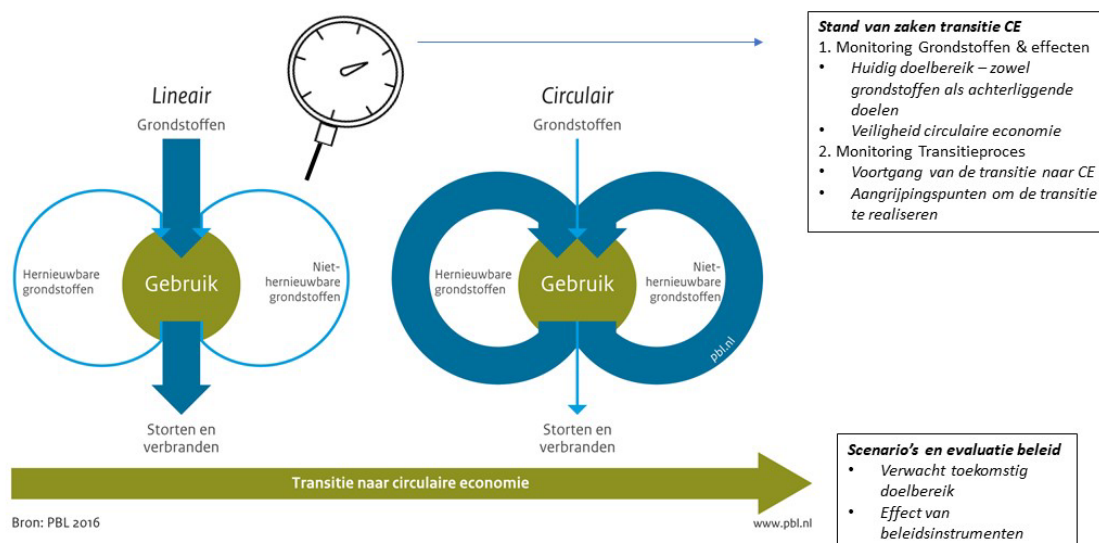 Lineair
Grondstoffen
Hernieuwbare
grondstoffen
Gebruik
Niet-
hernieuwbare
grondstoffen
Storten en
verbranden
Circulair
Grondstoffen
Hernieuwbare
grondstoffen
Gebruik
Niet-
hernieuwbare
grondstoffen
pbl.nl
Storten en
verbranden
Transitie naar circulaire economie
Bron: PBL 2016
www.pbl.nl
Stand van zaken transitie CE
1. Monitoring Grondstoffen & effecten
• Huidig doelbereik – zowel
grondstoffen als achterliggende
doelen
• Veiligheid circulaire economie
2. Monitoring Transitieproces
• Voortgang van de transitie naar CE
• Aangrijpingspunten om de transitie
te realiseren
Scenario's en evaluatie beleid
• Verwacht toekomstig
doelbereik
• Effect van
beleidsinstrumenten